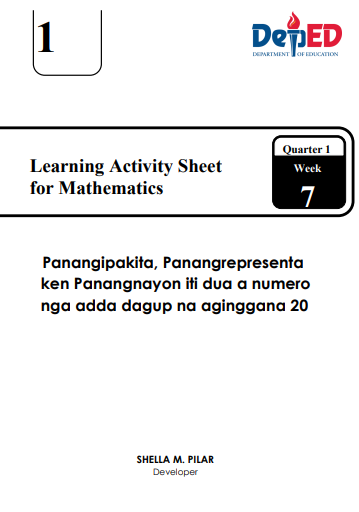 1
DepED
DEPARTMENT OF EDUCATION
Learning Activity Sheet
for Mathematics
Quarter 1
Week
7
Panangipakita, Panangrepresenta
ken Panangnayon iti dua a numero
nga adda dagup na aginggana 20
SHELLA M. PILAR
Developer